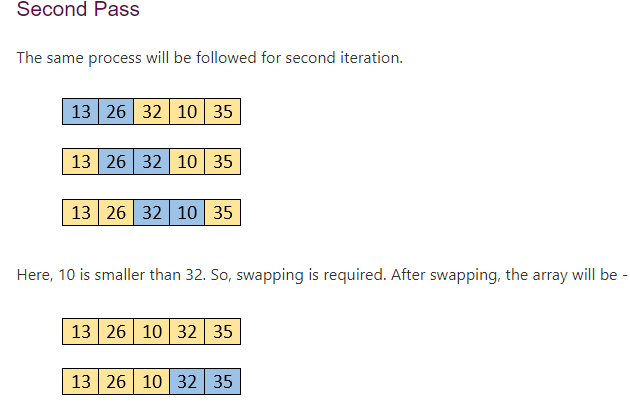 Second Pass
The same process will be followed for second iteration.
13 26 32 10 35
13 26 32 10 35
13 26 32 10 35
Here, 10 is smaller than 32. So, swapping is required. After swapping, the array will be -
13 26 10 32 35
13 26 10 32 35